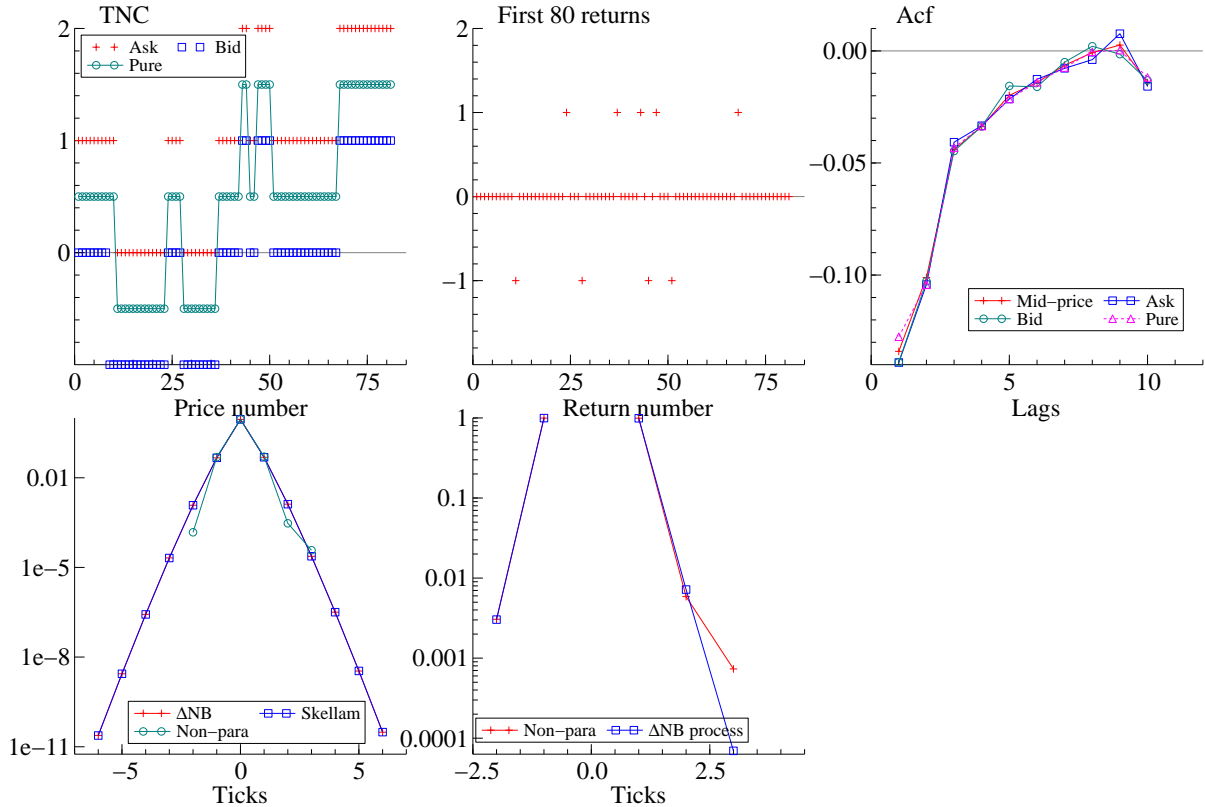 TNC
Ask Bid
Pure
2
1
0
0 25 50 75
Price number
First 80 returns
2
1
0
−1
0 25 50 75
Return number
Acf
0.00
−0.05
−0.10
Mid-price Ask
Bid Pure
0 5 10
Lags
0.01
1e−5
1e−8
1e−11
ΔNB Skellam
Non−para
−5 0 5
Ticks
1
0.1
0.01
0.001
0.0001
Non−para ΔNB process
−2.5 0.0 2.5
Ticks